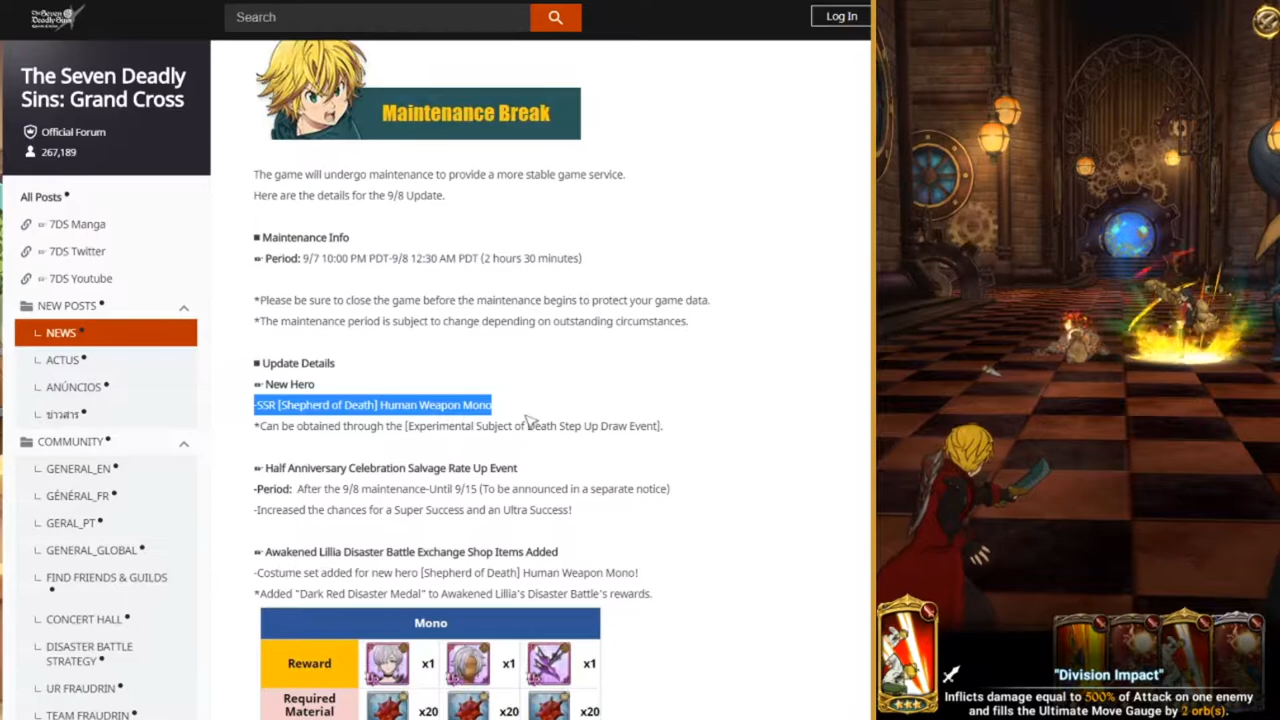 The Seven
Deadly Sins
Search
Log In
The Seven Deadly
Sins: Grand Cross
Official Forum
267,189
All Posts
7DS Manga
7DS Twitter
7DS Youtube
NEW POSTS
NEWS
ACTUS
ANÚNCIOS
ข่าวสาร
COMMUNITY
GENERAL_EN
GÉNÉRAL_FR
GERAL_PT
GENERAL_GLOBAL
FIND FRIENDS & GUILDS
CONCERT HALL
DISASTER BATTLE
STRATEGY
UR FRAUDRIN
TEAM FRAUDRIN
Maintenance Break
The game will undergo maintenance to provide a more stable game service.
Here are the details for the 9/8 Update.
■ Maintenance Info
Period: 9/7 10:00 PM PDT-9/8 12:30 AM PDT (2 hours 30 minutes)
*Please be sure to close the game before the maintenance begins to protect your game data.
*The maintenance period is subject to change depending on outstanding circumstances.
■ Update Details
New Hero
-SSR [Shepherd of Death] Human Weapon Mono
*Can be obtained through the [Experimental Subject of Death Step Up Draw Event].
Half Anniversary Celebration Salvage Rate Up Event
-Period: After the 9/8 maintenance-Until 9/15 (To be announced in a separate notice)
-Increased the chances for a Super Success and an Ultra Success!
Awakened Lillia Disaster Battle Exchange Shop Items Added
-Costume set added for new hero [Shepherd of Death] Human Weapon Mono!
*Added "Dark Red Disaster Medal" to Awakened Lillia's Disaster Battle's rewards.
Mono
Reward x1 x1 x1
Required
Material x20 x20 x20
"Division Impact"
Inflicts damage equal to 500% of Attack on one enemy
and fills the Ultimate Move Gauge by 2 orb(s).